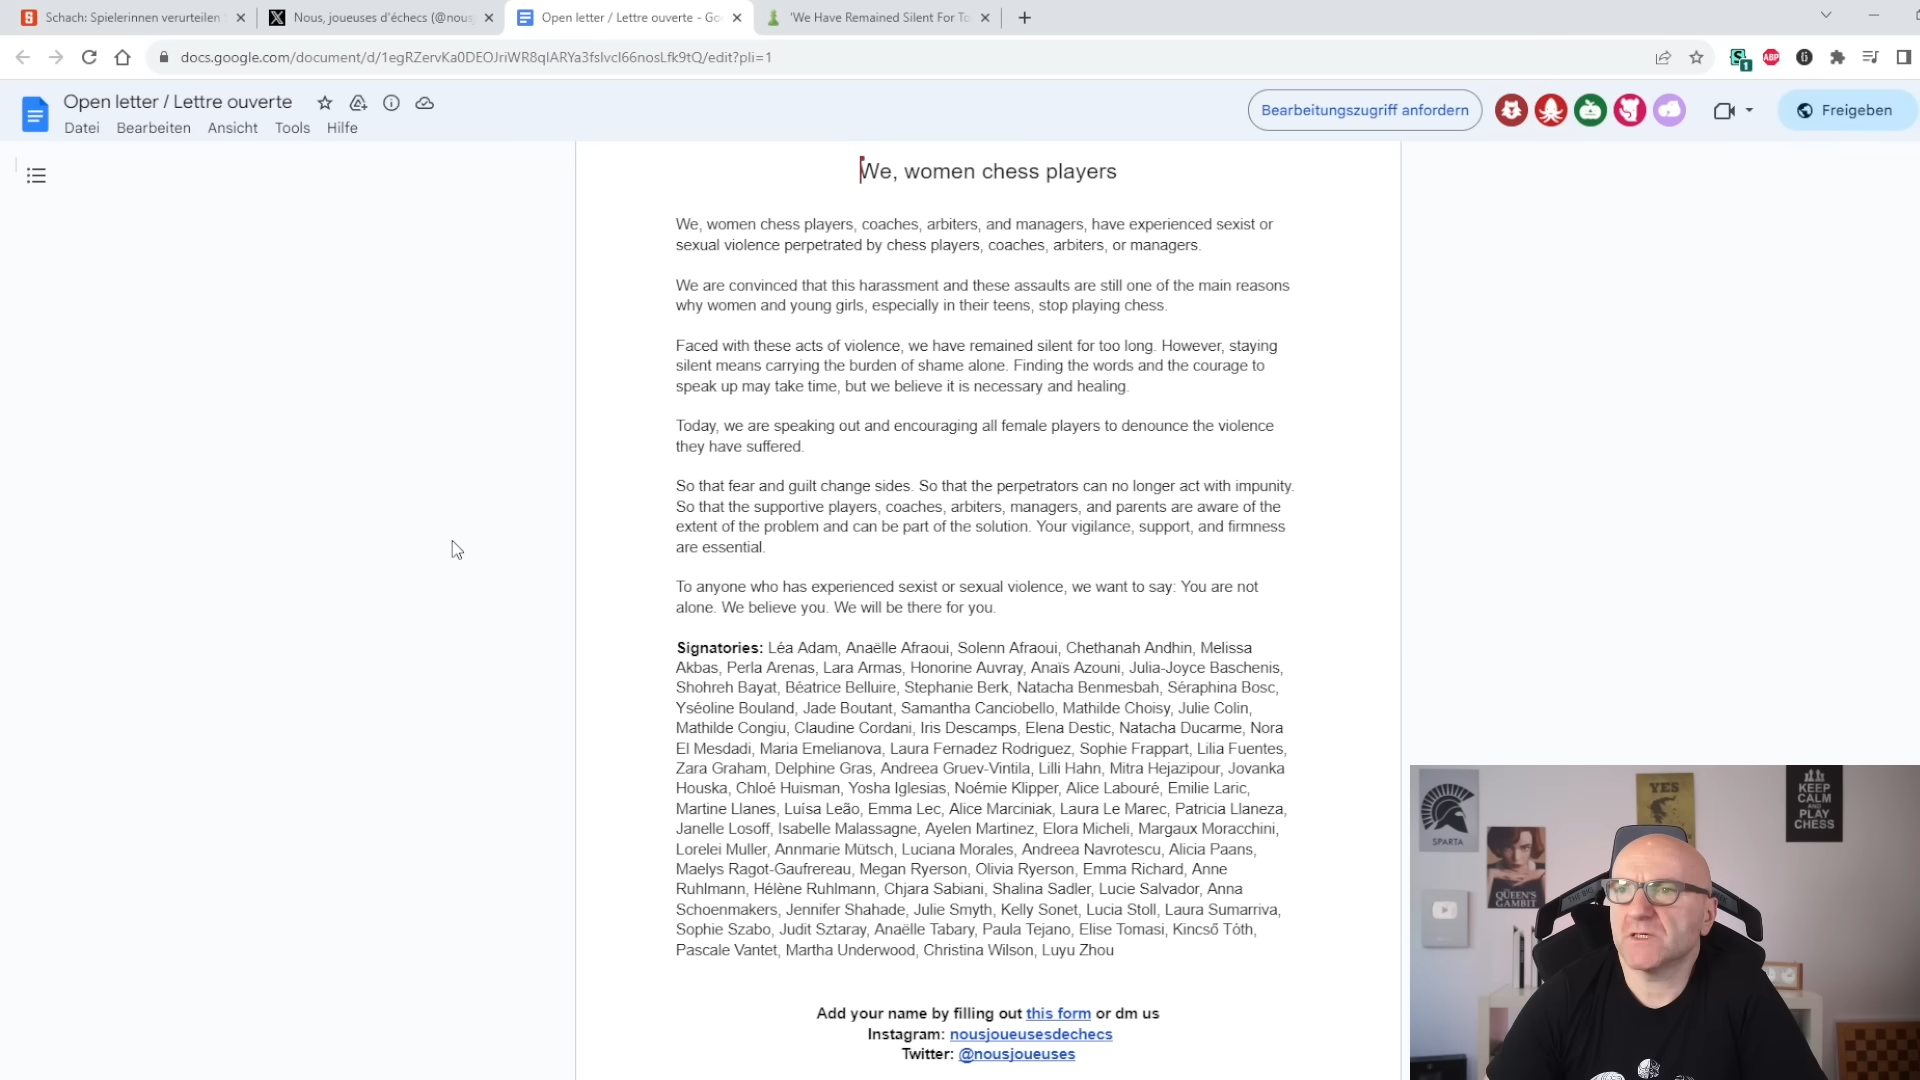 Schach: Spielerinnen verurteilen
Nous, joueuses d'échecs (@nous
Open letter / Lettre ouverte - Go
'We Have Remained Silent For To
docs.google.com/document/d/1egRZervKa0DEOJriWR8qlARYa3fslvcl66nosLfk9tQ/edit?pli=1
ABP
1
Open letter / Lettre ouverte
Datei Bearbeiten Ansicht Tools Hilfe
Bearbeitungszugriff anfordern
Freigeben
We, women chess players
We, women chess players, coaches, arbiters, and managers, have experienced sexist or
sexual violence perpetrated by chess players, coaches, arbiters, or managers.
We are convinced that this harassment and these assaults are still one of the main reasons
why women and young girls, especially in their teens, stop playing chess.
Faced with these acts of violence, we have remained silent for too long. However, staying
silent means carrying the burden of shame alone. Finding the words and the courage to
speak up may take time, but we believe it is necessary and healing.
Today, we are speaking out and encouraging all female players to denounce the violence
they have suffered.
So that fear and guilt change sides. So that the perpetrators can no longer act with impunity.
So that the supportive players, coaches, arbiters, managers, and parents are aware of the
extent of the problem and can be part of the solution. Your vigilance, support, and firmness
are essential.
To anyone who has experienced sexist or sexual violence, we want to say: You are not
alone. We believe you. We will be there for you.
Signatories: Léa Adam, Anaëlle Afraoui, Solenn Afraoui, Chethanah Andhin, Melissa
Akbas, Perla Arenas, Lara Armas, Honorine Auvray, Anaïs Azouni, Julia-Joyce Baschenis,
Shohreh Bayat, Béatrice Belluire, Stephanie Berk, Natacha Benmesbah, Séraphina Bosc,
Yséoline Bouland, Jade Boutant, Samantha Canciobello, Mathilde Choisy, Julie Colin,
Mathilde Congiu, Claudine Cordani, Iris Descamps, Elena Destic, Natacha Ducarme, Nora
El Mesdadi, Maria Emelianova, Laura Fernadez Rodriguez, Sophie Frappart, Lilia Fuentes,
Zara Graham, Delphine Gras, Andreea Gruev-Vintila, Lilli Hahn, Mitra Hejazipour, Jovanka
Houska, Chloé Huisman, Yosha Iglesias, Noémie Klipper, Alice Labouré, Emilie Laric,
Martine Llanes, Luísa Leão, Emma Lec, Alice Marciniak, Laura Le Marec, Patricia Llaneza,
Janelle Losoff, Isabelle Malassagne, Ayelen Martinez, Elora Micheli, Margaux Moracchini,
Lorelei Muller, Annmarie Mütsch, Luciana Morales, Andreea Navrotescu, Alicia Paans,
Maelys Ragot-Gaufrereau, Megan Ryerson, Olivia Ryerson, Emma Richard, Anne
Ruhlmann, Hélène Ruhlmann, Chjara Sabiani, Shalina Sadler, Lucie Salvador, Anna
Schoenmakers, Jennifer Shahade, Julie Smyth, Kelly Sonet, Lucia Stoll, Laura Sumarriva,
Sophie Szabo, Judit Sztaray, Anaëlle Tabary, Paula Tejano, Elise Tomasi, Kincső Tóth,
Pascale Vantet, Martha Underwood, Christina Wilson, Luyu Zhou
Add your name by filling out this form or dm us
Instagram: nousjoueusesdechecs
Twitter: @nousjoueuses
SPARTA
YES
KEEP
CALM
AND
PLAY
CHESS
THE
QUEEN'S
GAMBIT
THE BIG